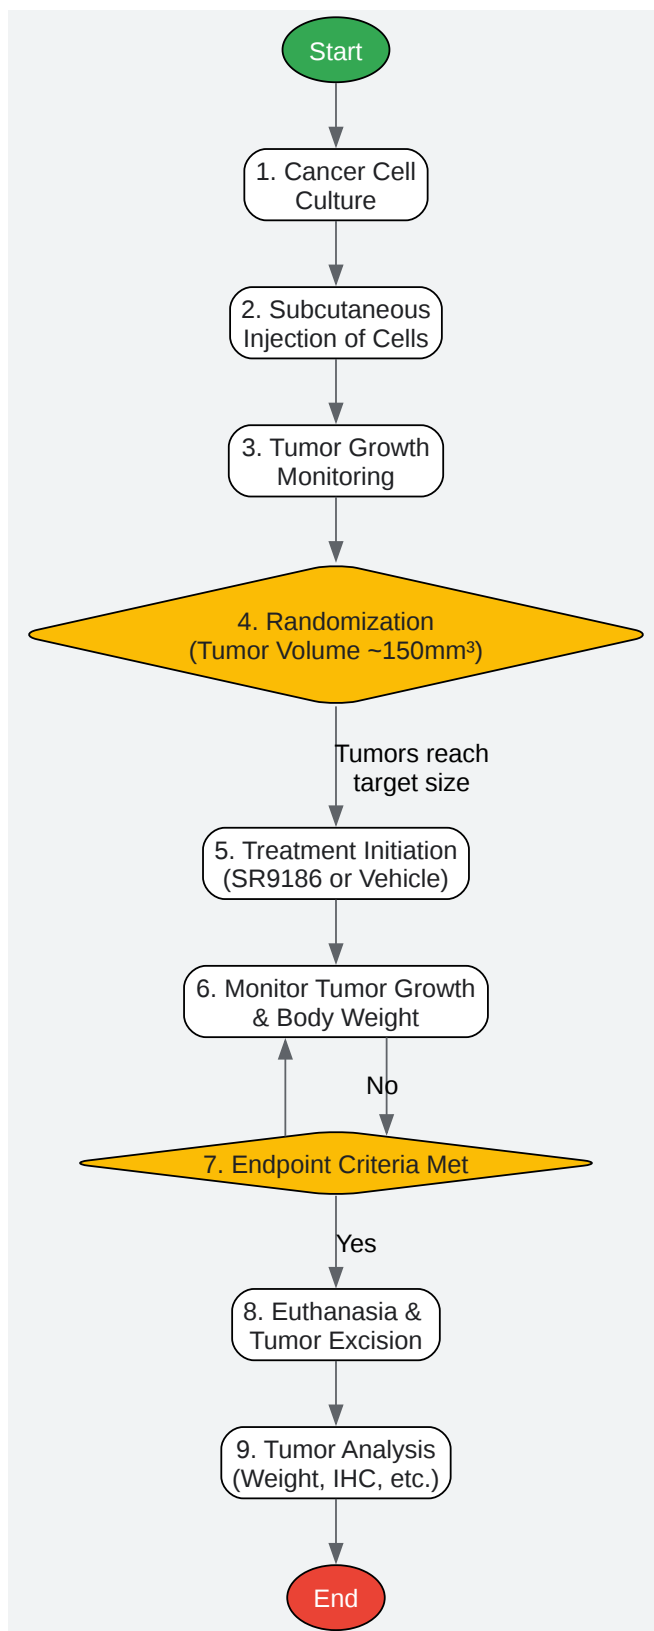 Start
1. Cancer Cell
Culture
2. Subcutaneous
Injection of Cells
3. Tumor Growth
Monitoring
4. Randomization
(Tumor Volume ~150mm³)
Tumors reach
target size
5. Treatment Initiation
(SR9186 or Vehicle)
6. Monitor Tumor Growth
& Body Weight
No
7. Endpoint Criteria Met
Yes
8. Euthanasia &
Tumor Excision
9. Tumor Analysis
(Weight, IHC, etc.)
End